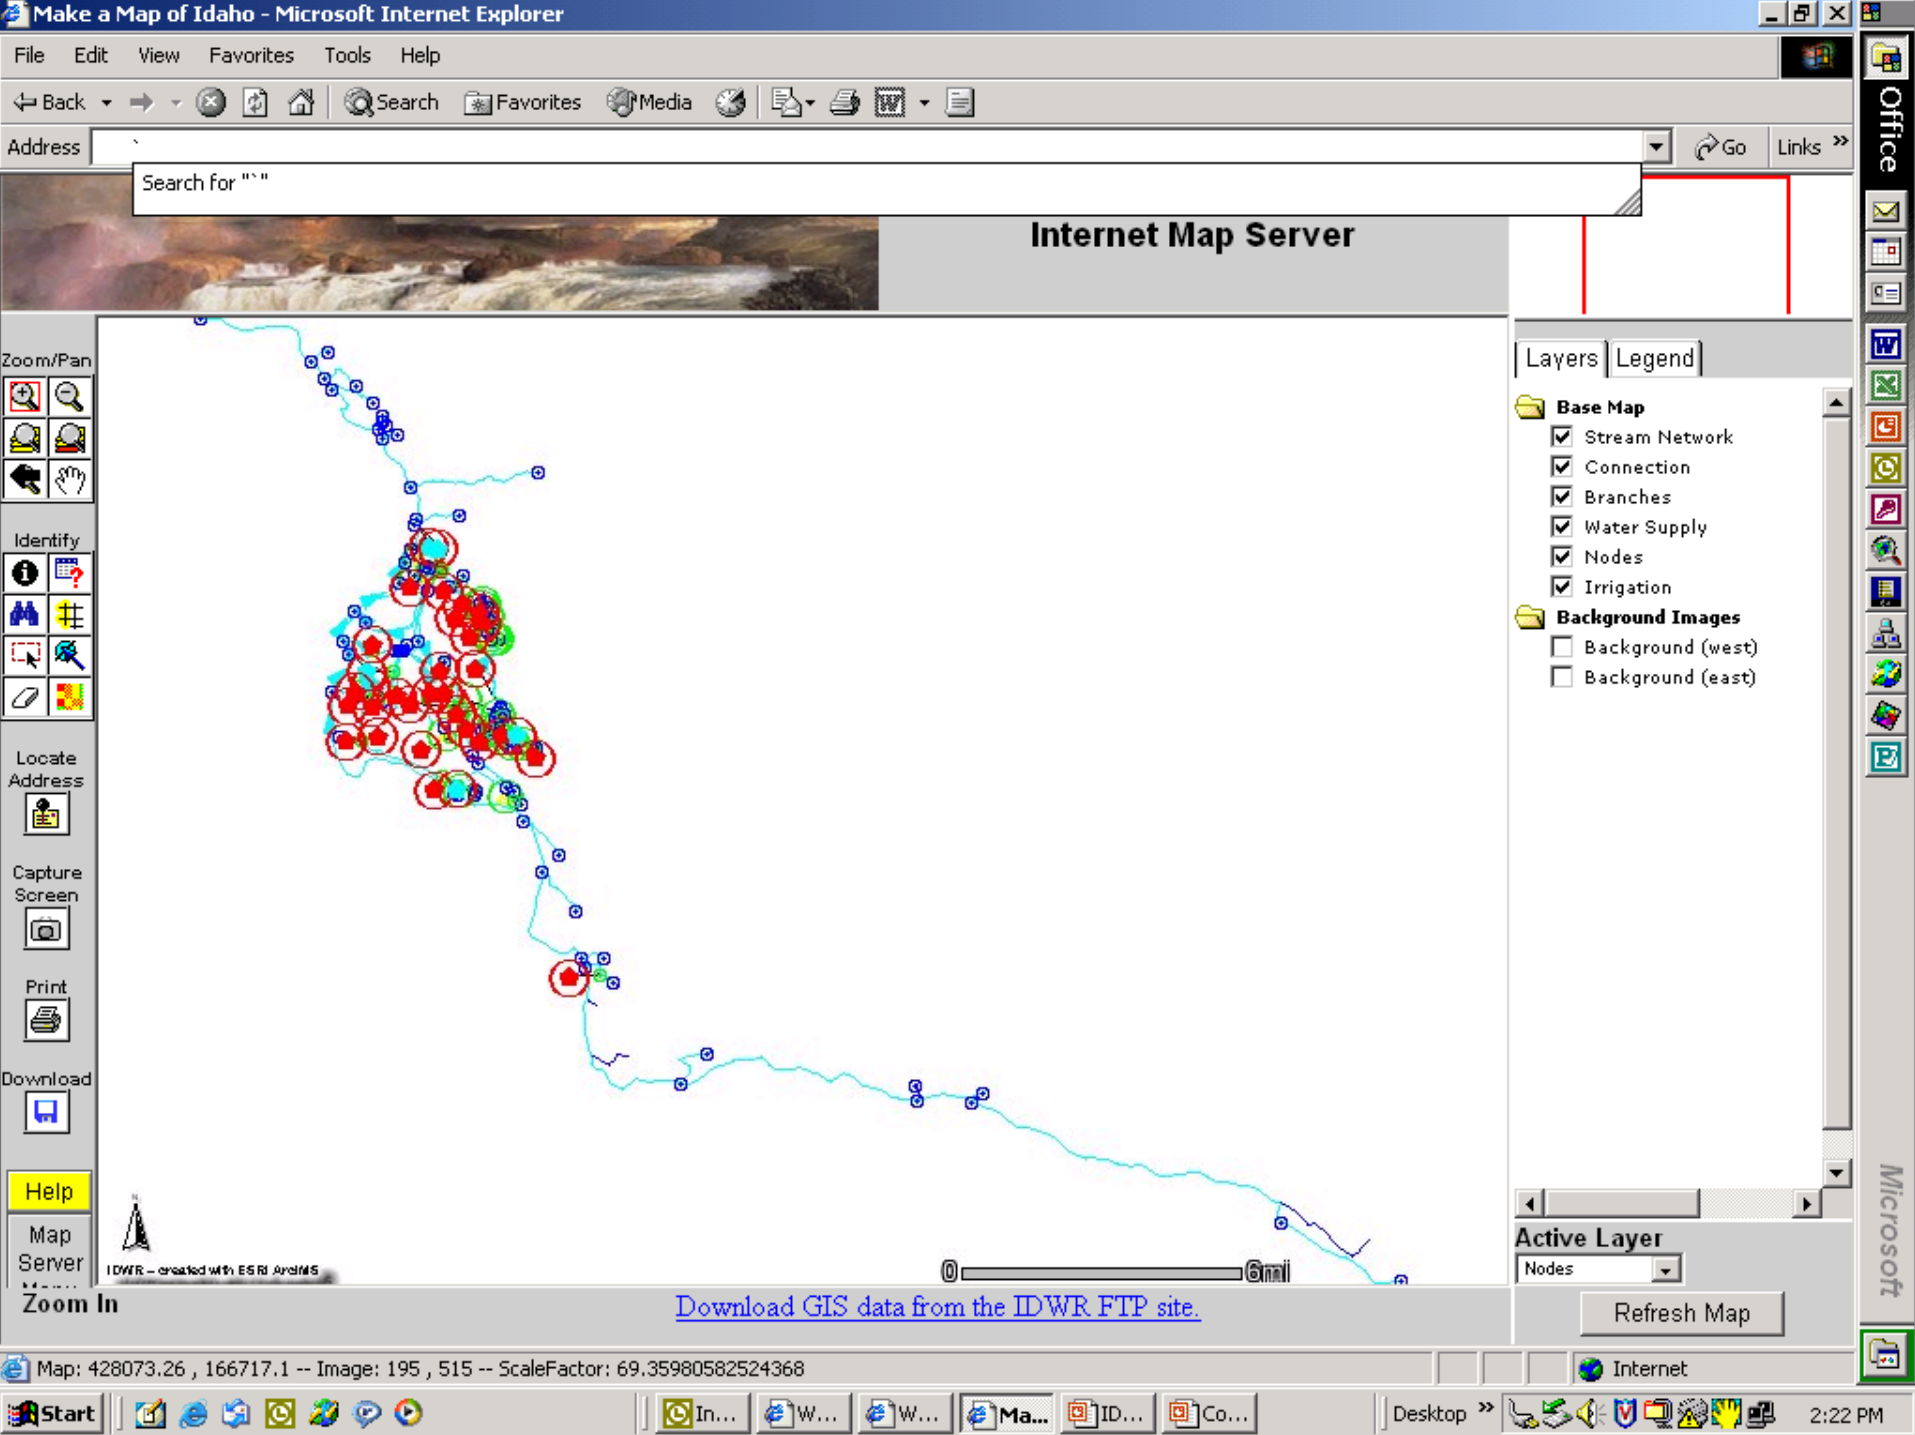 Make a Map of Idaho - Microsoft Internet Explorer
File Edit View Favorites Tools Help
Back Search Favorites Media
Address ` Go Links »
Search for "`"
Office
Internet Map Server
Zoom/Pan
Identify
Locate
Address
Capture
Screen
Print
Download
Help
Map
Server
Layers Legend
Base Map
Stream Network
Connection
Branches
Water Supply
Nodes
Irrigation
Background Images
Background (west)
Background (east)
N
IDWR – created with ESRI ArcIMS
0 6mi
Active Layer
Nodes
Refresh Map
Microsoft
Zoom In
Download GIS data from the IDWR FTP site.
Map: 428073.26 , 166717.1 -- Image: 195 , 515 -- ScaleFactor: 69.35980582524368
Internet
Start In... W... W... Ma... ID... Co... Desktop » 2:22 PM